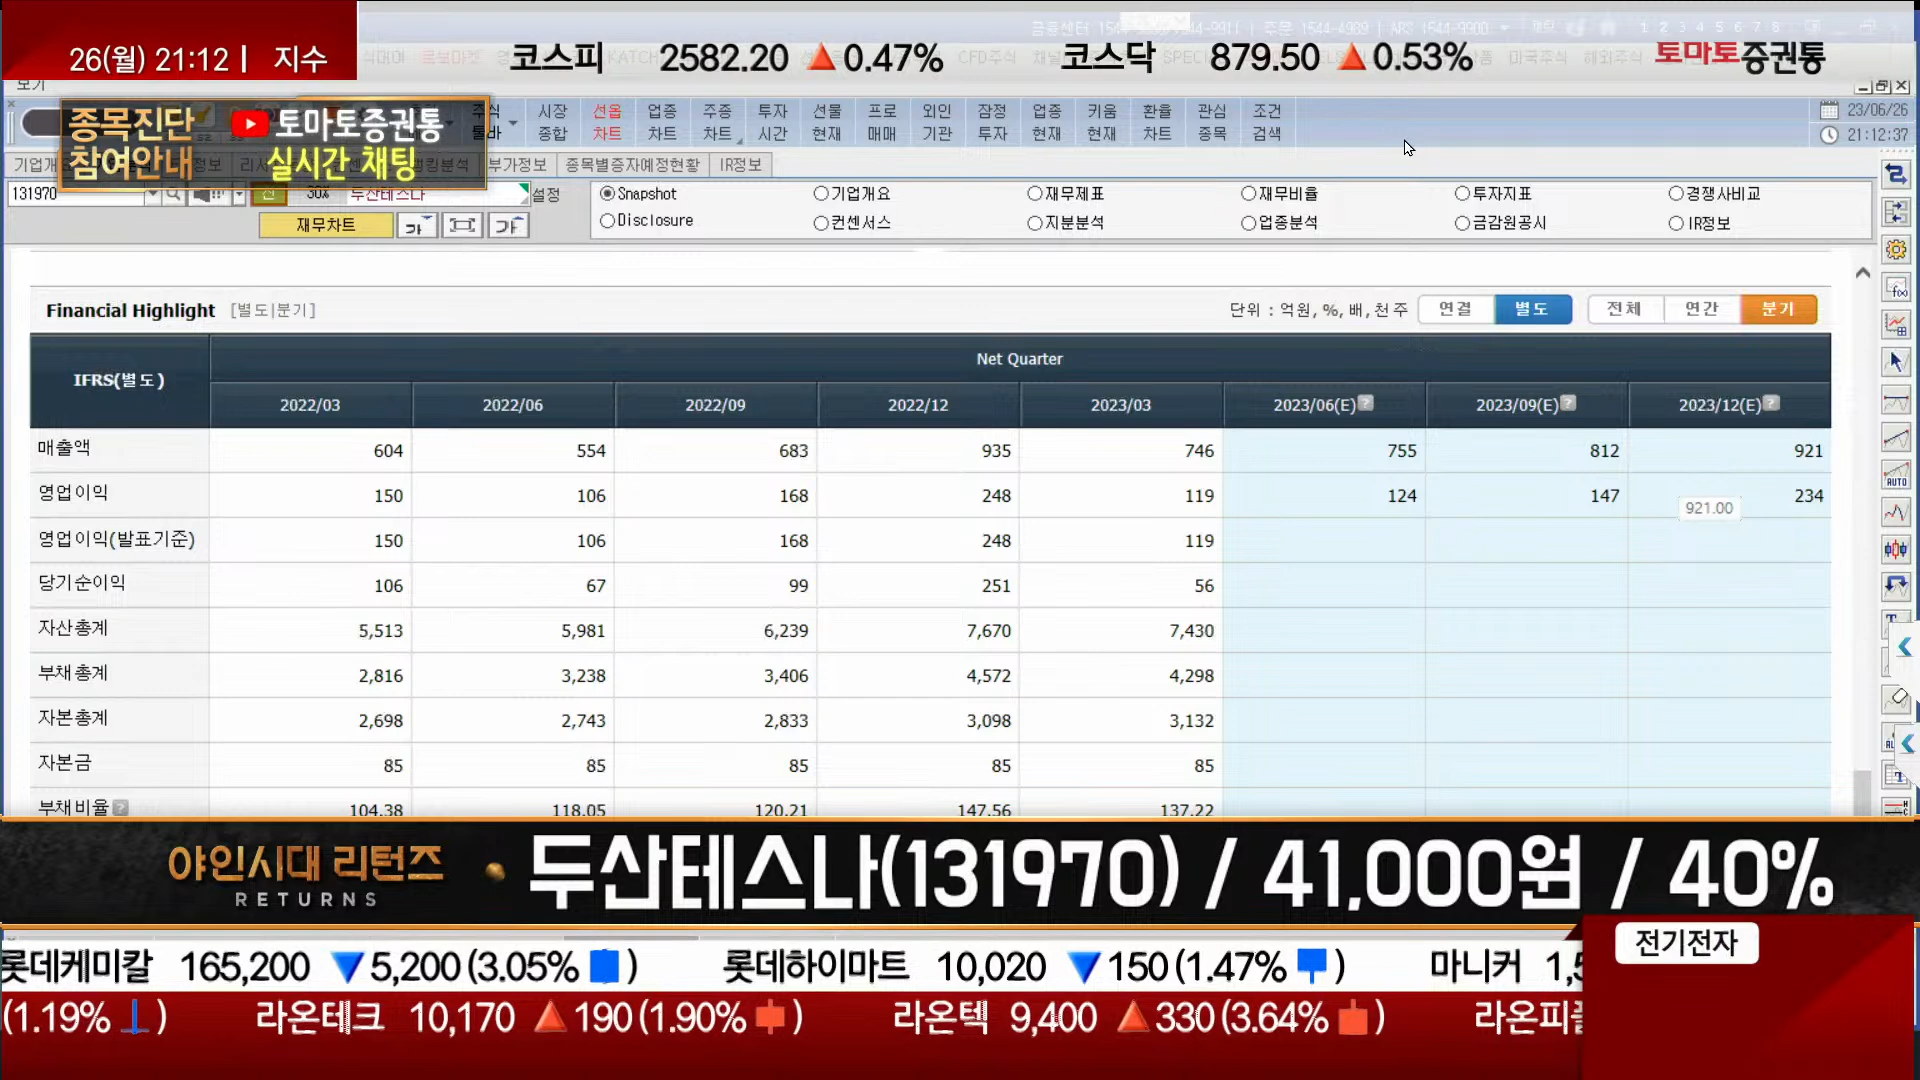 26(월) 21:12 | 지수
코스피 2582.20 ▲0.47% 코스닥 879.50 ▲0.53%
토마토증권통
보기
종목진단 참여안내
토마토증권통 실시간 채팅
시장 종합
선옵 차트
업종 차트
주종 차트
투자 시간
선물 현재
프로 매매
외인 기관
잠정 투자
업종 현재
키움 현재
환율 차트
관심 종목
조건 검색
23/06/26
21:12:37
부가정보 종목별증자예정현황 IR정보
131970 신 30% 두산테스나 설정
재무차트
Snapshot 기업개요 재무제표 재무비율 투자지표 경쟁사비교
Disclosure 컨센서스 지분분석 업종분석 금감원공시 IR정보
Financial Highlight [별도|분기] 단위 : 억원, %, 배, 천주 연결 별도 전체 연간 분기
IFRS(별도) Net Quarter
2022/03 2022/06 2022/09 2022/12 2023/03 2023/06(E) 2023/09(E) 2023/12(E)
매출액 604 554 683 935 746 755 812 921
영업이익 150 106 168 248 119 124 147 234
921.00
영업이익(발표기준) 150 106 168 248 119
당기순이익 106 67 99 251 56
자산총계 5,513 5,981 6,239 7,670 7,430
부채총계 2,816 3,238 3,406 4,572 4,298
자본총계 2,698 2,743 2,833 3,098 3,132
자본금 85 85 85 85 85
부채비율 104.38 118.05 120.21 147.56 137.22
야인시대 리턴즈
RETURNS
두산테스나(131970) / 41,000원 / 40%
롯데케미칼 165,200 ▼5,200(3.05%) 롯데하이마트 10,020 ▼150(1.47%) 마니커
전기전자
(1.19%) 라온테크 10,170 ▲190(1.90%) 라온텍 9,400 ▲330(3.64%) 라온피